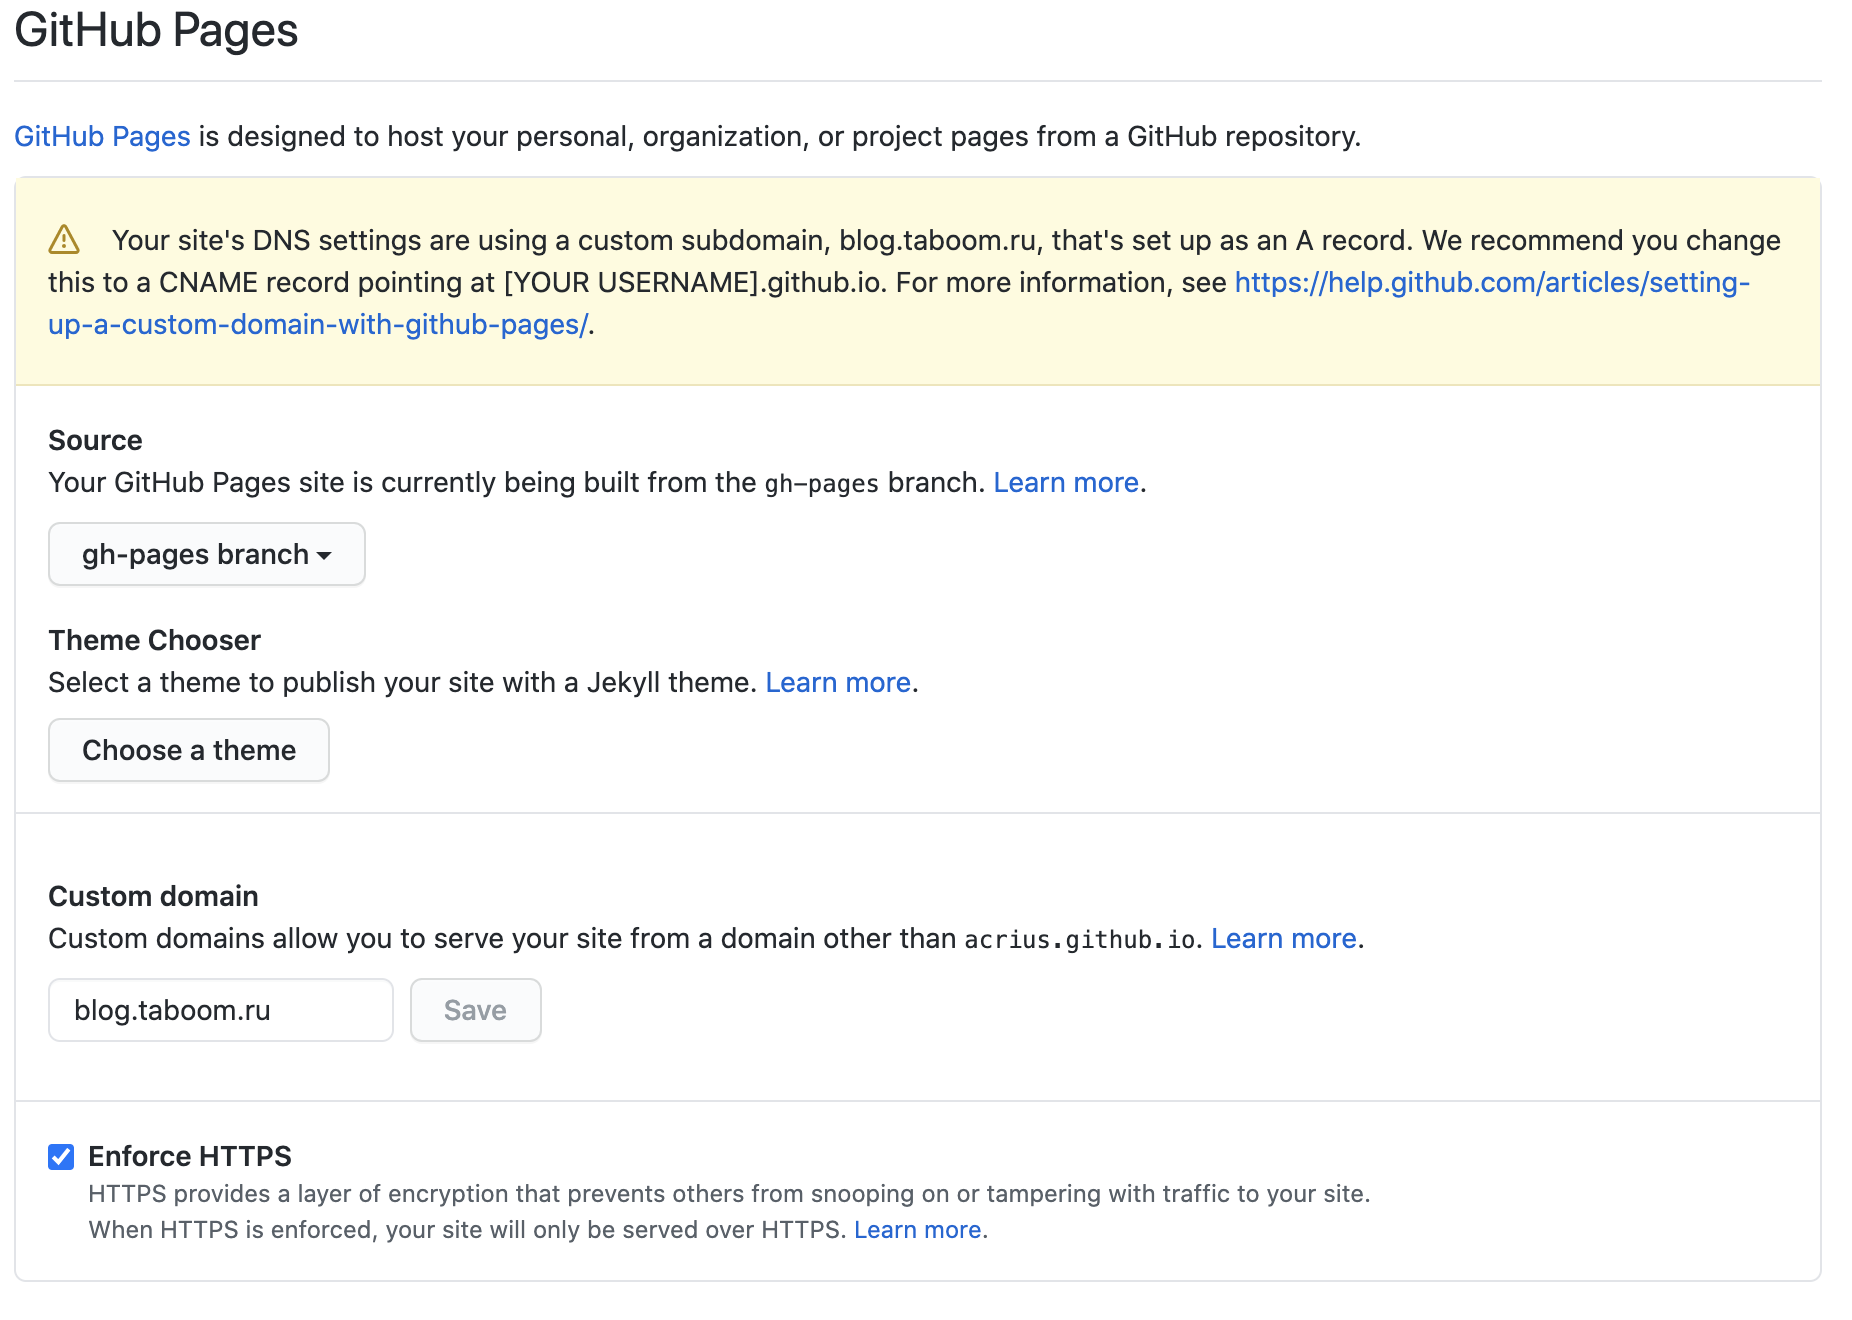 GitHub Pages
GitHub Pages is designed to host your personal, organization, or project pages from a GitHub repository.
Your site's DNS settings are using a custom subdomain, blog.taboom.ru, that's set up as an A record. We recommend you change
this to a CNAME record pointing at [YOUR USERNAME].github.io. For more information, see https://help.github.com/articles/setting-
up-a-custom-domain-with-github-pages/.
Source
Your GitHub Pages site is currently being built from the gh-pages branch. Learn more.
gh-pages branch
Theme Chooser
Select a theme to publish your site with a Jekyll theme. Learn more.
Choose a theme
Custom domain
Custom domains allow you to serve your site from a domain other than acrius.github.io. Learn more.
blog.taboom.ru Save
Enforce HTTPS
HTTPS provides a layer of encryption that prevents others from snooping on or tampering with traffic to your site.
When HTTPS is enforced, your site will only be served over HTTPS. Learn more.